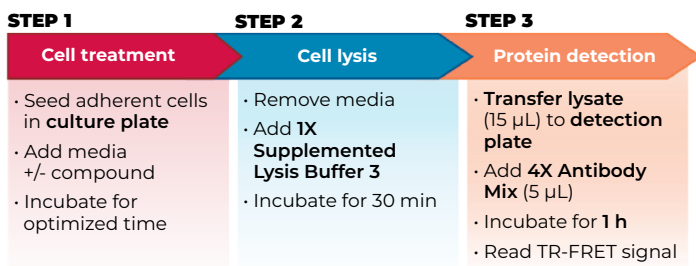 STEP 1
Cell treatment
· Seed adherent cells
in culture plate
· Add media
+/- compound
· Incubate for
optimized time
STEP 2
Cell lysis
· Remove media
· Add 1X
Supplemented
Lysis Buffer 3
· Incubate for 30 min
STEP 3
Protein detection
· Transfer lysate
(15 µL) to detection
plate
· Add 4X Antibody
Mix (5 µL)
· Incubate for 1 h
· Read TR-FRET signal